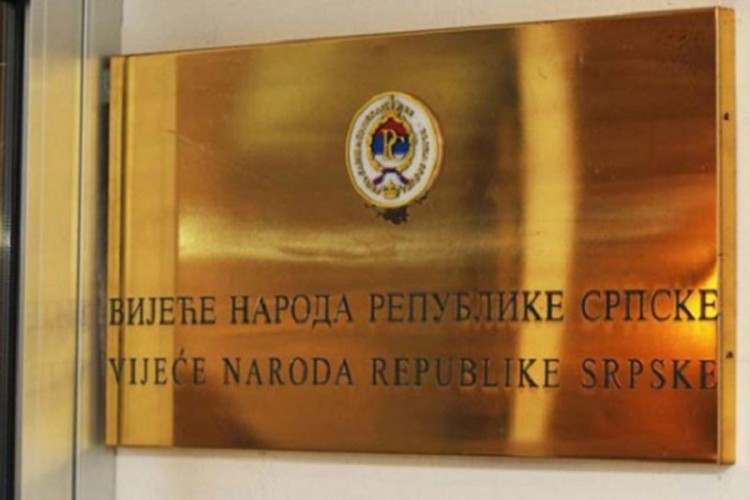 ВИЈЕЋЕ НАРОДА РЕПУБЛИКЕ СРПСКЕ
VIJEĆE NARODA REPUBLIKE SRPSKE